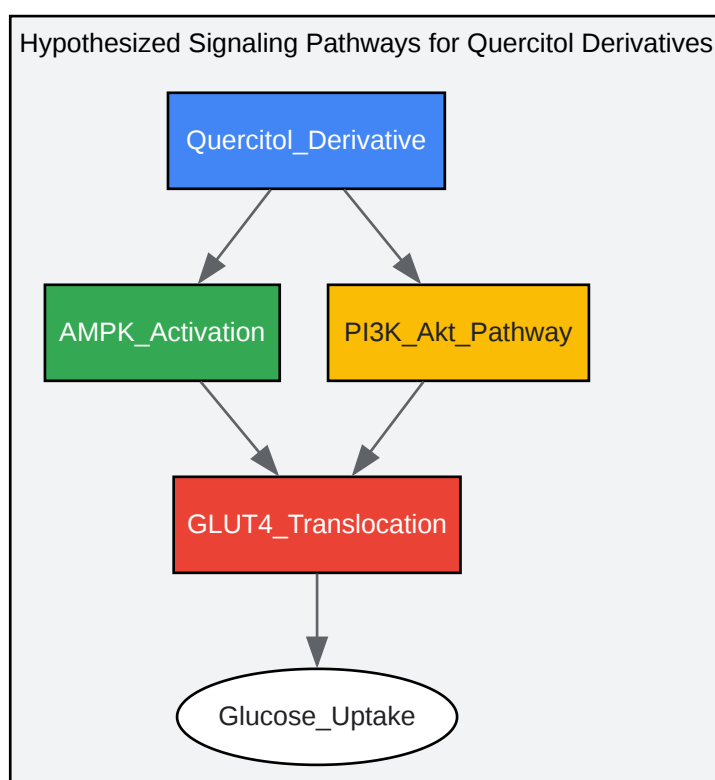 Hypothesized Signaling Pathways for Quercitol Derivatives
Quercitol_Derivative
AMPK_Activation
PI3K_Akt_Pathway
GLUT4_Translocation
Glucose_Uptake